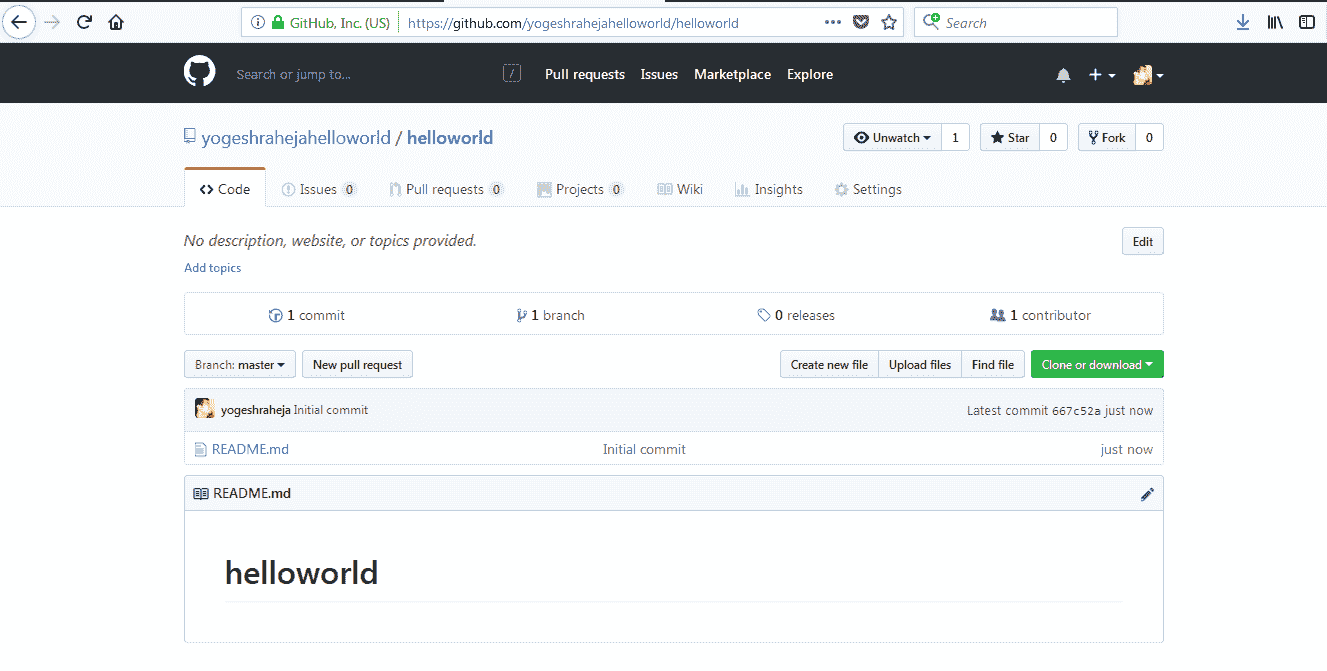 GitHub, Inc. (US) https://github.com/yogeshrahejahelloworld/helloworld Search
Search or jump to... / Pull requests Issues Marketplace Explore
yogeshrahejahelloworld / helloworld Unwatch 1 Star 0 Fork 0
Code Issues 0 Pull requests 0 Projects 0 Wiki Insights Settings
No description, website, or topics provided. Edit
Add topics
1 commit 1 branch 0 releases 1 contributor
Branch: master New pull request Create new file Upload files Find file Clone or download
yogeshraheja Initial commit Latest commit 667c52a just now
README.md Initial commit just now
README.md
helloworld